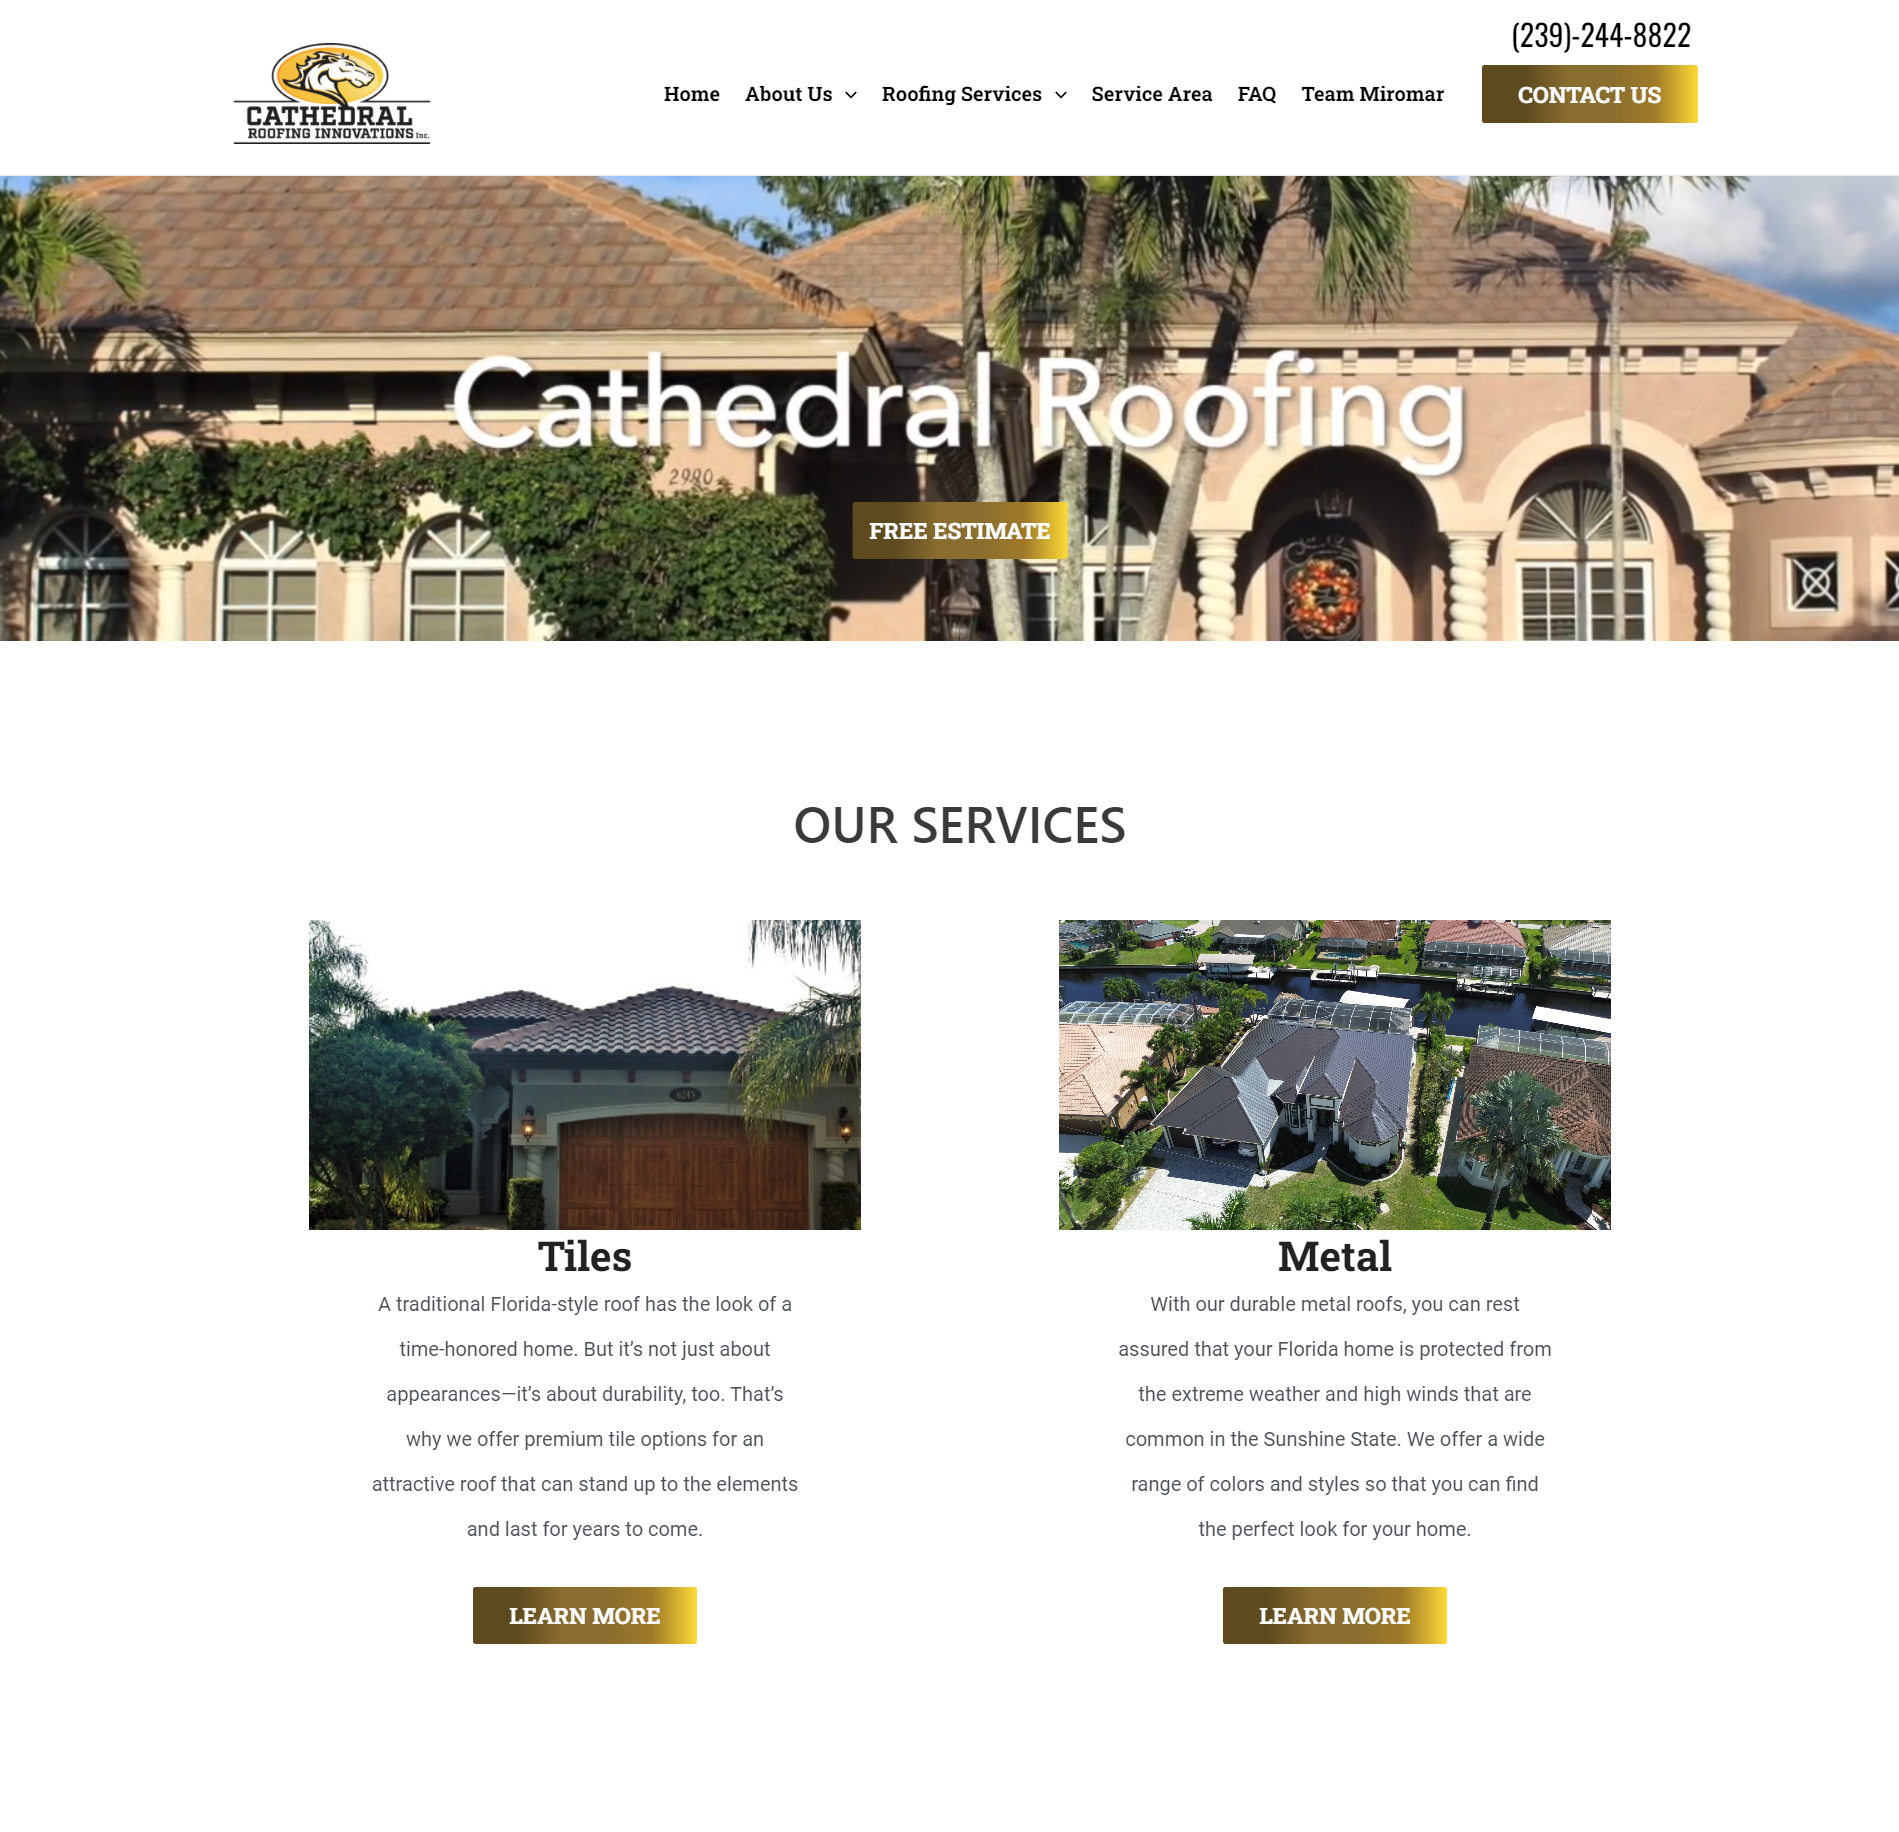 (239)-244-8822
CATHEDRAL
ROOFING INNOVATIONS Inc.
Home About Us Roofing Services Service Area FAQ Team Miromar CONTACT US
Cathedral Roofing
2980
FREE ESTIMATE
OUR SERVICES
6245
Tiles
A traditional Florida-style roof has the look of a
time-honored home. But it’s not just about
appearances—it’s about durability, too. That’s
why we offer premium tile options for an
attractive roof that can stand up to the elements
and last for years to come.
LEARN MORE
Metal
With our durable metal roofs, you can rest
assured that your Florida home is protected from
the extreme weather and high winds that are
common in the Sunshine State. We offer a wide
range of colors and styles so that you can find
the perfect look for your home.
LEARN MORE